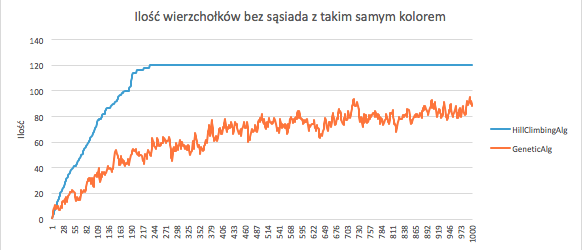 Ilość wierzchołków bez sąsiada z takim samym kolorem
140
120
100
80
60
40
20
0
Ilość
1 28 55 82 109 136 163 190 217 244 271 298 325 352 379 406 433 460 487 514 541 568 595 622 649 676 703 730 757 784 811 838 865 892 919 946 973 1000
HillClimbingAlg
GeneticAlg